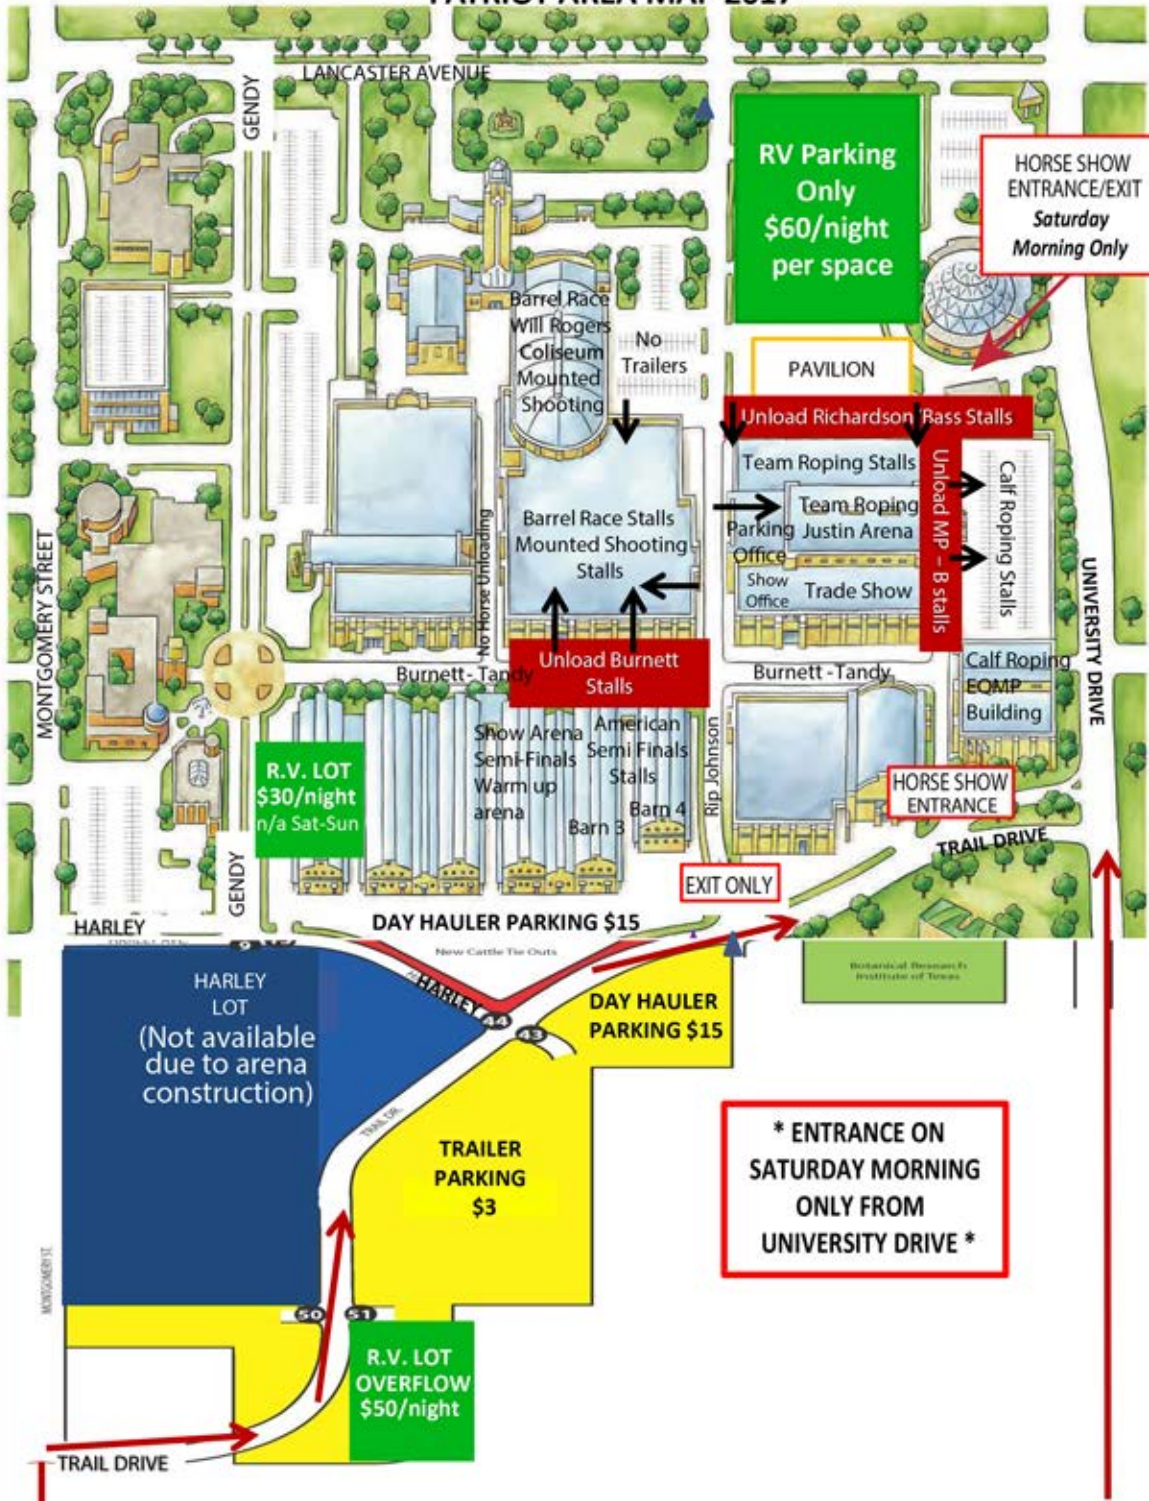 PATRIOT AREA MAP 2017
LANCASTER AVENUE
GENDY
RV Parking
Only
$60/night
per space
HORSE SHOW
ENTRANCE/EXIT
Saturday
Morning Only
Barrel Race
Will Rogers
Coliseum
Mounted
Shooting
No
Trailers
PAVILION
Unload Richardson/Bass Stalls
Team Roping Stalls
Team Roping
Justin Arena
Parking
Office
Show
Office
Trade Show
Unload MP - B stalls
Calf Roping Stalls
Barrel Race Stalls
Mounted Shooting
Stalls
No Horse Unloading
MONTGOMERY STREET
UNIVERSITY DRIVE
Burnett - Tandy
Unload Burnett
Stalls
Burnett - Tandy
Calf Roping
EQMP
Building
R.V. LOT
$30/night
n/a Sat-Sun
Show Arena
Semi-Finals
Warm up
arena
American
Semi Finals
Stalls
Barn 3
Barn 4
Rip Johnson
HORSE SHOW
ENTRANCE
TRAIL DRIVE
GENDY
EXIT ONLY
HARLEY
DAY HAULER PARKING $15
New Cattle Tie Outs
9
HARLEY
LOT
(Not available
due to arena
construction)
HARLEY
44
43
DAY HAULER
PARKING $15
Botanical Research
Institute of Texas
TRAIL DR.
TRAILER
PARKING
$3
* ENTRANCE ON
SATURDAY MORNING
ONLY FROM
UNIVERSITY DRIVE *
MONTGOMERY ST.
50
51
R.V. LOT
OVERFLOW
$50/night
TRAIL DRIVE